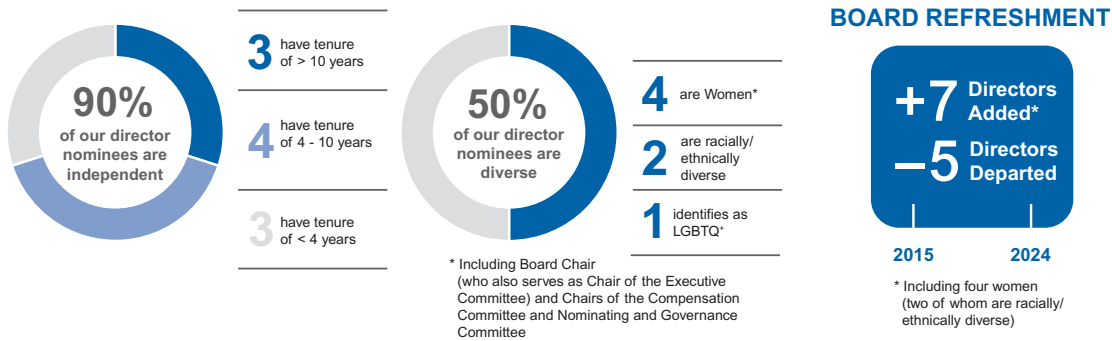 90%
of our director
nominees are
independent
3 have tenure
of > 10 years
4 have tenure
of 4 - 10 years
3 have tenure
of < 4 years
50%
of our director
nominees are
diverse
4 are Women*
2 are racially/
ethnically
diverse
1 identifies as
LGBTQ+
* Including Board Chair
(who also serves as Chair of the Executive
Committee) and Chairs of the Compensation
Committee and Nominating and Governance
Committee
BOARD REFRESHMENT
+7 Directors
Added*
–5 Directors
Departed
2015 2024
* Including four women
(two of whom are racially/
ethnically diverse)